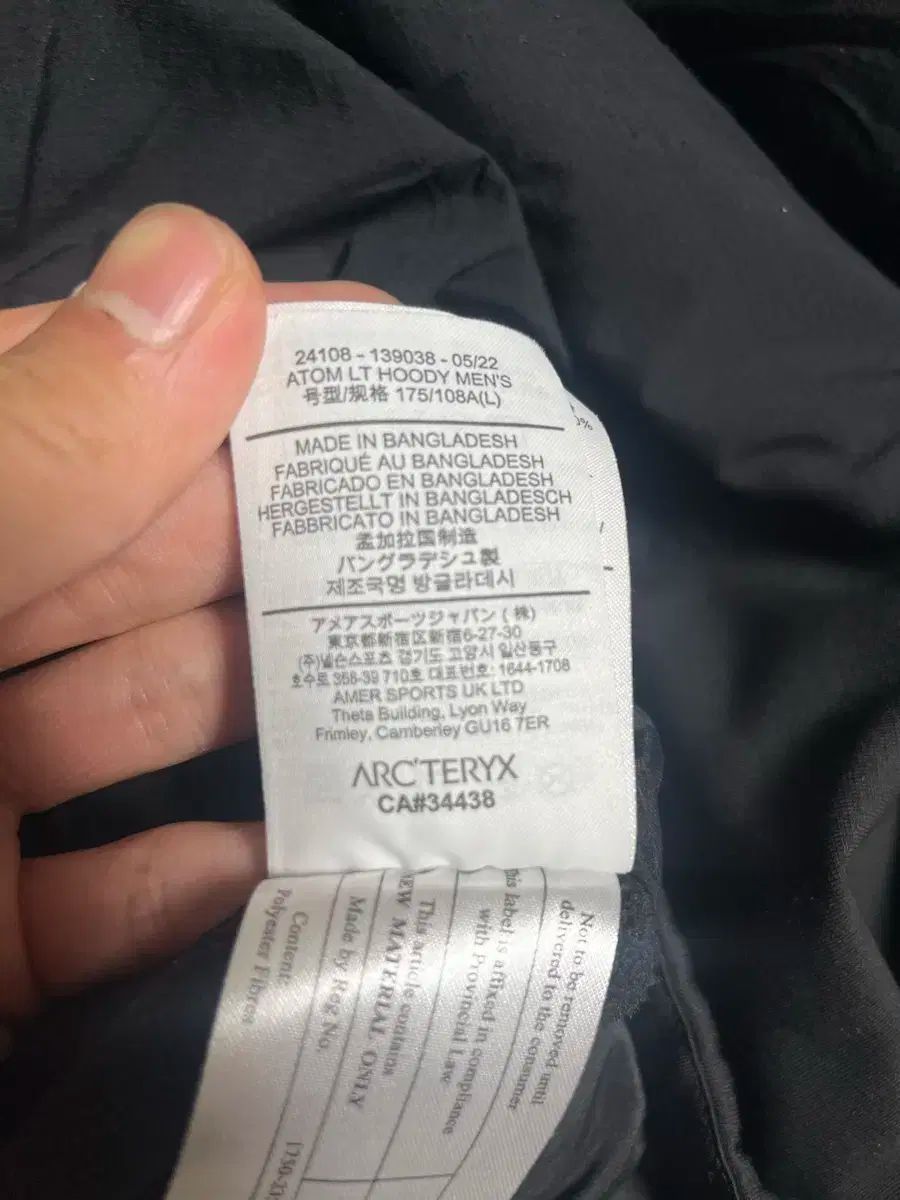 24108 - 139038 - 05/22
ATOM LT HOODY MEN'S
号型/规格 175/108A(L)
MADE IN BANGLADESH
FABRIQUÉ AU BANGLADESH
FABRICADO EN BANGLADESH
HERGESTELLT IN BANGLADESCH
FABBRICATO IN BANGLADESH
孟加拉国制造
バングラデシュ製
제조국명 방글라데시
アメアスポーツジャパン (株)
東京都新宿区新宿6-27-30
(주)넬슨스포츠 경기도 고양시 일산동구
호수로 358-39 710호 대표번호: 1644-1708
AMER SPORTS UK LTD
Theta Building, Lyon Way
Frimley, Camberley GU16 7ER
ARC'TERYX
CA#34438
Not to be removed until
delivered to the consumer
This label is affixed in compliance
with Provincial Law
This article contains
NEW MATERIAL ONLY
Made by Reg No.
Content:
Polyester Fibres